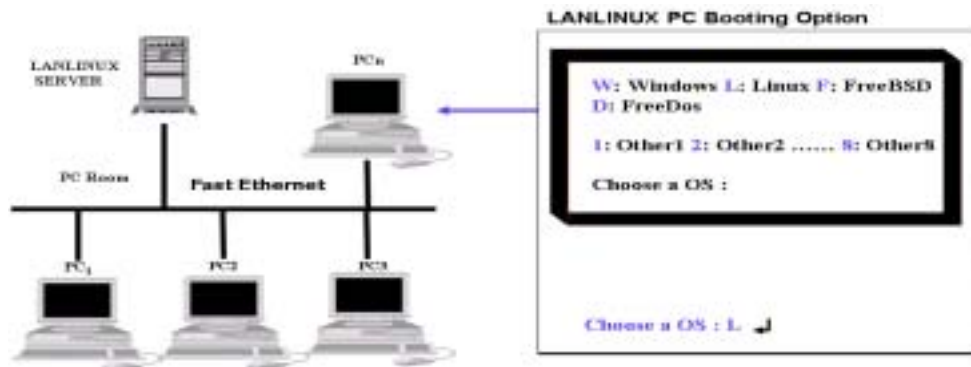 LANLINUX PC Booting Option
LANLINUX
SERVER
PCn
W: Windows L: Linux F: FreeBSD
D: FreeDos
1: Other1 2: Other2 ...... 8: Other8
Choose a OS :
PC Room
Fast Ethernet
PC1
PC2
PC3
Choose a OS : L ↲